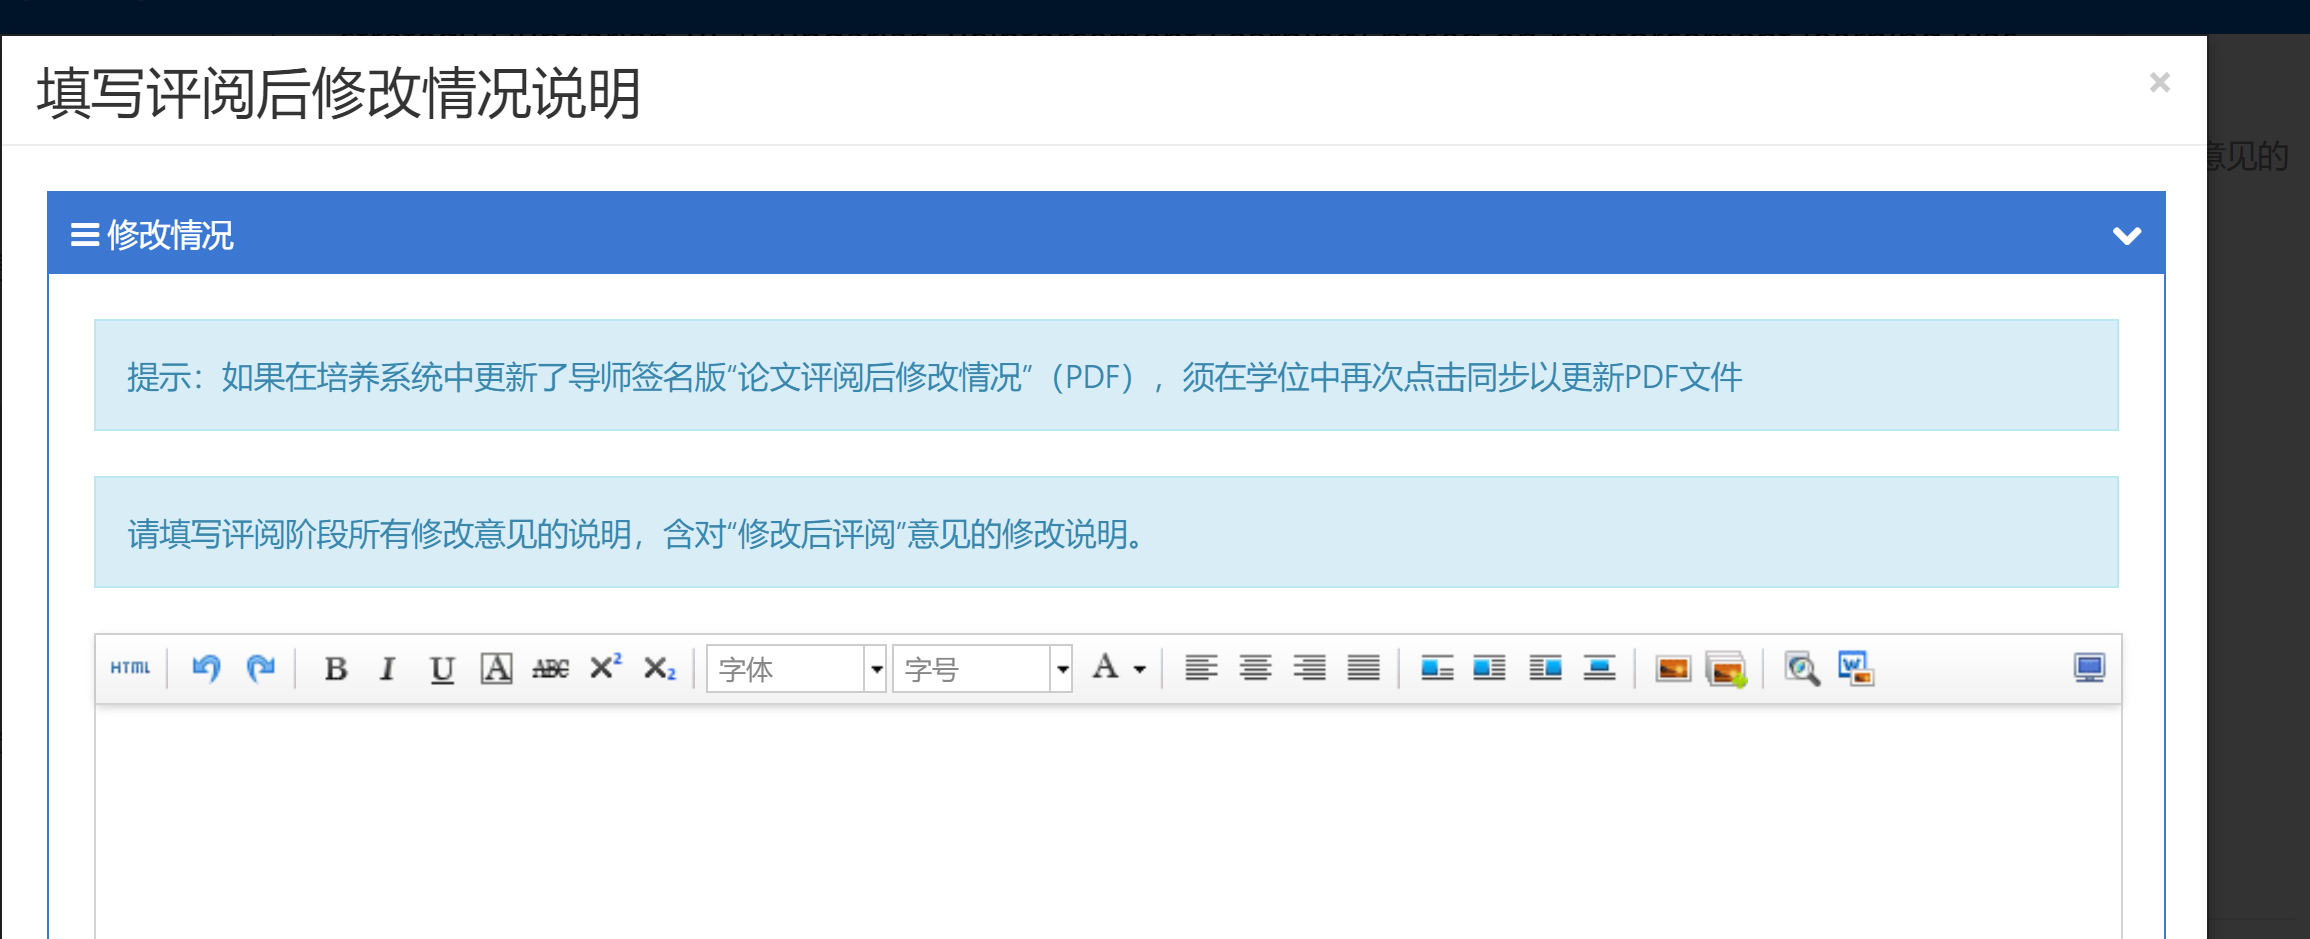 填写评阅后修改情况说明
×
意见的
修改情况
提示：如果在培养系统中更新了导师签名版“论文评阅后修改情况”（PDF），须在学位中再次点击同步以更新PDF文件
请填写评阅阶段所有修改意见的说明，含对“修改后评阅”意见的修改说明。
HTML B I U A ABC X² X₂ 字体 字号 A W